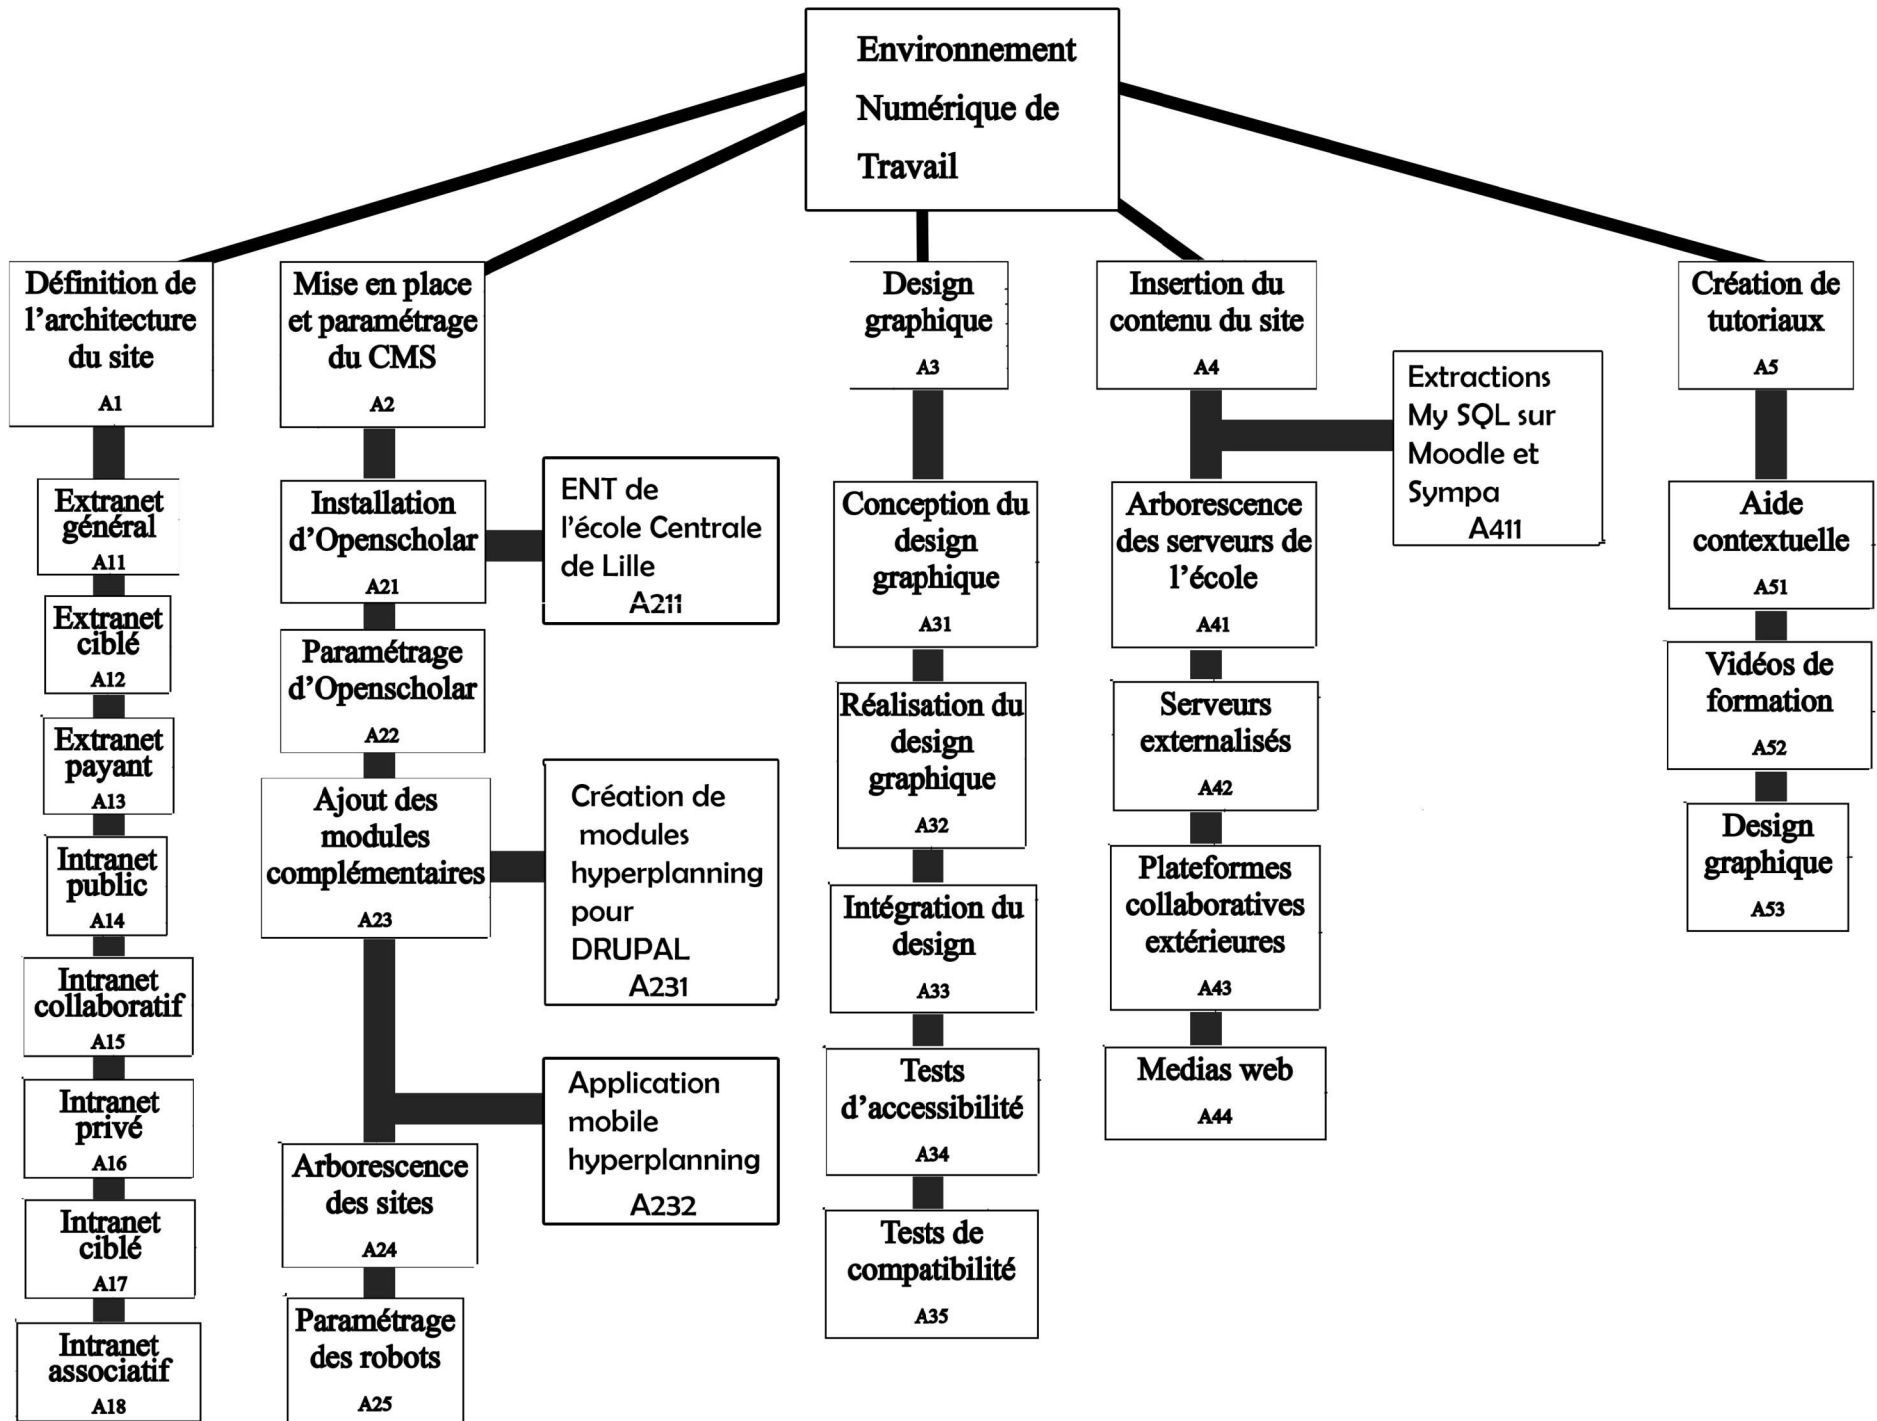 Environnement
Numérique de
Travail
Définition de
l'architecture
du site
A1
Extranet
général
A11
Extranet
ciblé
A12
Extranet
payant
A13
Intranet
public
A14
Intranet
collaboratif
A15
Intranet
privé
A16
Intranet
ciblé
A17
Intranet
associatif
A18
Mise en place
et paramétrage
du CMS
A2
Installation
d'Openscholar
A21
ENT de
l'école Centrale
de Lille
A211
Paramétrage
d'Openscholar
A22
Ajout des
modules
complémentaires
A23
Création de
modules
hyperplanning
pour
DRUPAL
A231
Application
mobile
hyperplanning
A232
Arborescence
des sites
A24
Paramétrage
des robots
A25
Design
graphique
A3
Conception du
design
graphique
A31
Réalisation du
design
graphique
A32
Intégration du
design
A33
Tests
d'accessibilité
A34
Tests de
compatibilité
A35
Insertion du
contenu du site
A4
Extractions
My SQL sur
Moodle et
Sympa
A411
Arborescence
des serveurs de
l'école
A41
Serveurs
externalisés
A42
Plateformes
collaboratives
extérieures
A43
Medias web
A44
Création de
tutoriaux
A5
Aide
contextuelle
A51
Vidéos de
formation
A52
Design
graphique
A53